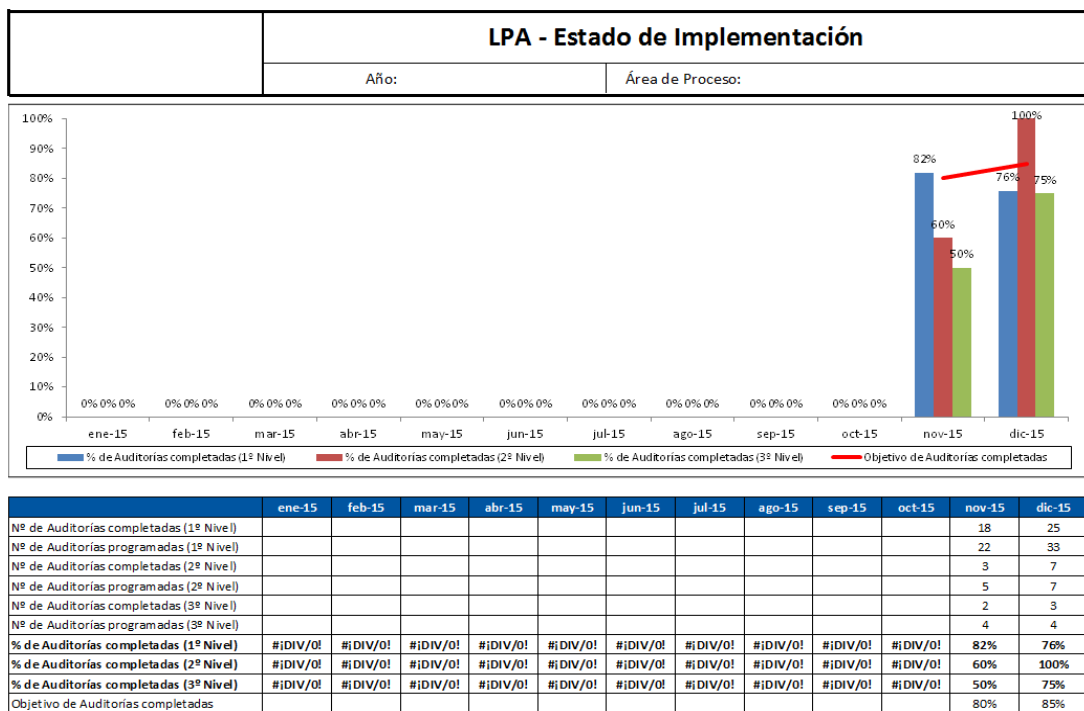 LPA - Estado de Implementación
Año: Área de Proceso:
100%
90%
80%
70%
60%
50%
40%
30%
20%
10%
0%
0% 0% 0% 0% 0% 0% 0% 0% 0% 0% 0% 0% 0% 0% 0% 0% 0% 0% 0% 0% 0% 0% 0% 0% 0% 0% 0% 0% 0% 0%
82% 60% 50% 76% 100% 75%
ene-15 feb-15 mar-15 abr-15 may-15 jun-15 jul-15 ago-15 sep-15 oct-15 nov-15 dic-15
% de Auditorías completadas (1º Nivel) % de Auditorías completadas (2º Nivel) % de Auditorías completadas (3º Nivel) Objetivo de Auditorías completadas
ene-15 feb-15 mar-15 abr-15 may-15 jun-15 jul-15 ago-15 sep-15 oct-15 nov-15 dic-15
Nº de Auditorías completadas (1º Nivel) 18 25
Nº de Auditorías programadas (1º Nivel) 22 33
Nº de Auditorías completadas (2º Nivel) 3 7
Nº de Auditorías programadas (2º Nivel) 5 7
Nº de Auditorías completadas (3º Nivel) 2 3
Nº de Auditorías programadas (3º Nivel) 4 4
% de Auditorías completadas (1º Nivel) #¡DIV/0! #¡DIV/0! #¡DIV/0! #¡DIV/0! #¡DIV/0! #¡DIV/0! #¡DIV/0! #¡DIV/0! #¡DIV/0! #¡DIV/0! 82% 76%
% de Auditorías completadas (2º Nivel) #¡DIV/0! #¡DIV/0! #¡DIV/0! #¡DIV/0! #¡DIV/0! #¡DIV/0! #¡DIV/0! #¡DIV/0! #¡DIV/0! #¡DIV/0! 60% 100%
% de Auditorías completadas (3º Nivel) #¡DIV/0! #¡DIV/0! #¡DIV/0! #¡DIV/0! #¡DIV/0! #¡DIV/0! #¡DIV/0! #¡DIV/0! #¡DIV/0! #¡DIV/0! 50% 75%
Objetivo de Auditorías completadas 80% 85%